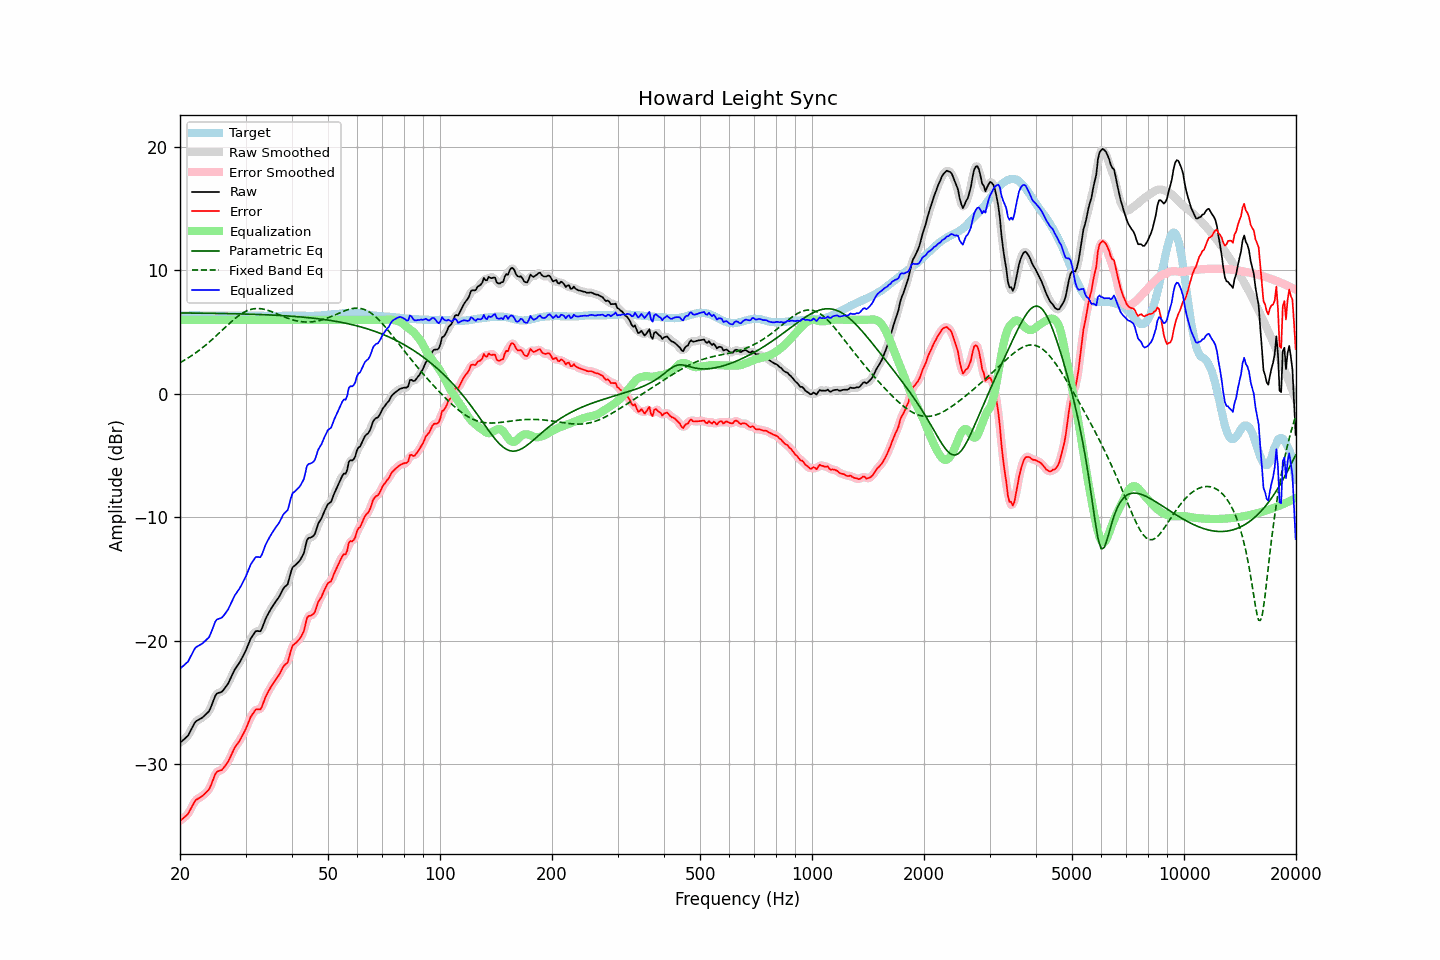 Howard Leight Sync
Target
Raw Smoothed
Error Smoothed
Raw
Error
Equalization
Parametric Eq
Fixed Band Eq
Equalized
20
10
0
−10
−20
−30
Amplitude (dBr)
20 50 100 200 500 1000 2000 5000 10000 20000
Frequency (Hz)